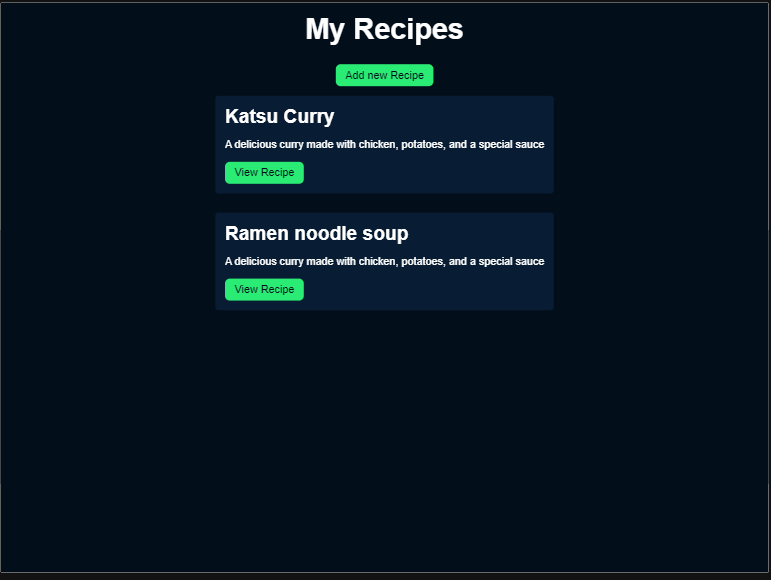 My Recipes
Add new Recipe
Katsu Curry
A delicious curry made with chicken, potatoes, and a special sauce
View Recipe
Ramen noodle soup
A delicious curry made with chicken, potatoes, and a special sauce
View Recipe